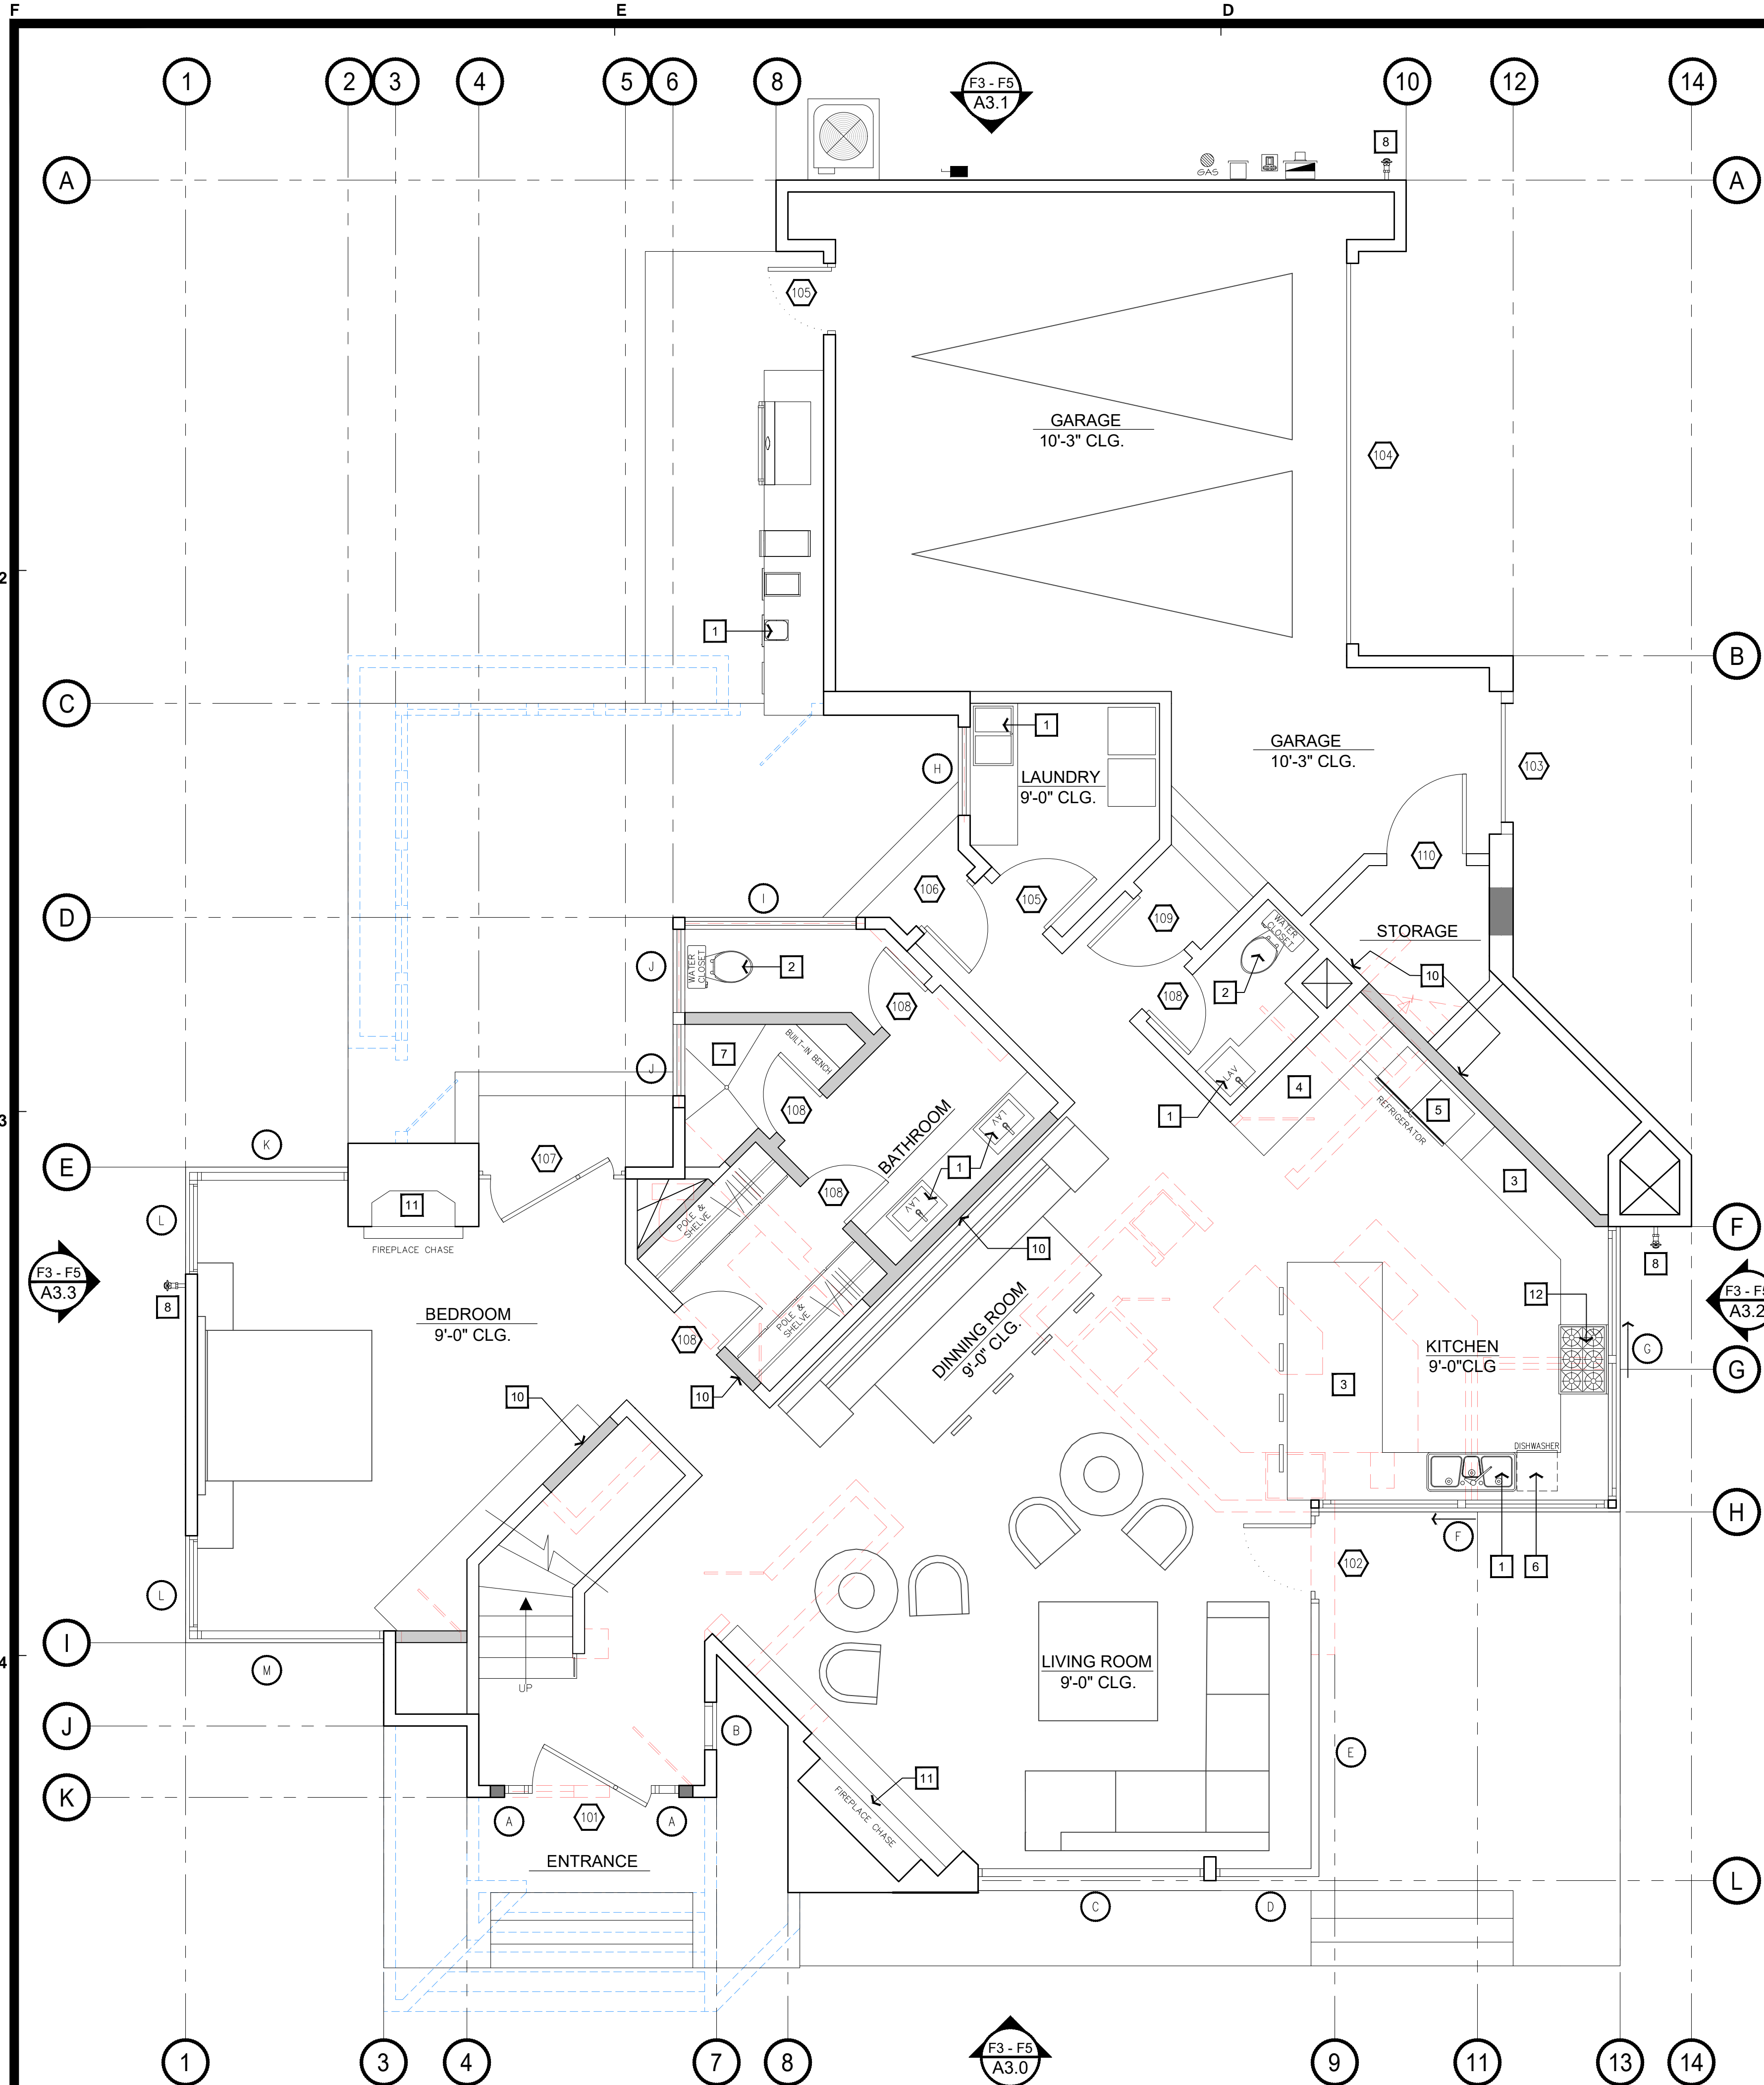 F
E
D
1
2
3
4
5
6
8
10
12
14
F3 - F5
A3.1
8
GAS
A
A
105
GARAGE
10'-3" CLG.
104
2
1
B
C
1
GARAGE
10'-3" CLG.
H
LAUNDRY
9'-0" CLG.
103
110
106
105
109
I
D
WATER
CLOSET
STORAGE
J
WATER
CLOSET
2
10
2
108
108
7
BUILT-IN BENCH
J
LAV
4
108
5
REFRIGERATOR
3
LAV
1
K
BATHROOM
107
E
1
3
108
LAV
11
POLE &
SHELVE
L
F
FIREPLACE CHASE
10
8
F3 - F5
A3.3
F3 - F5
A3.2
8
12
BEDROOM
9'-0" CLG.
POLE &
SHELVE
108
DINNING ROOM
9'-0" CLG.
KITCHEN
9'-0"CLG
G
G
3
10
10
DISHWASHER
H
F
102
1
6
L
I
4
M
LIVING ROOM
9'-0" CLG.
UP
J
B
E
11
K
FIREPLACE CHASE
A
101
A
ENTRANCE
L
C
D
F3 - F5
A3.0
1
3
4
7
8
9
11
13
14